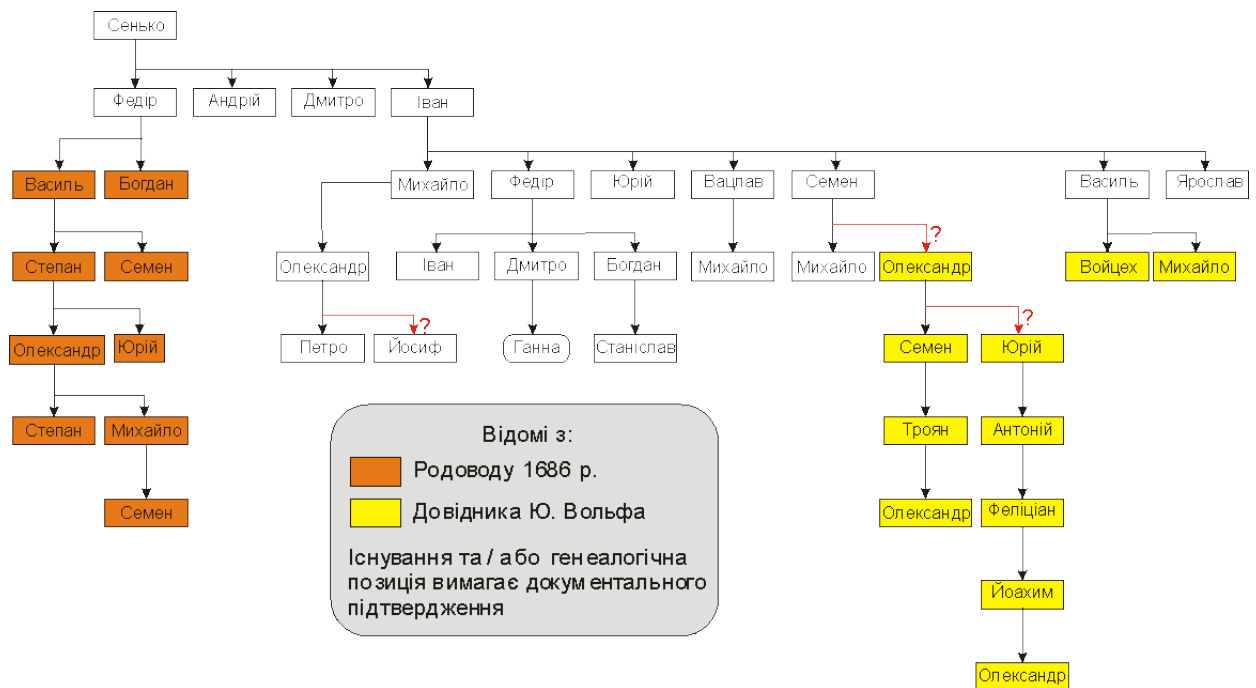 Сенько
Федір Андрій Дмитро Іван
Василь Богдан Михайло Федір Юрій Вацлав Семен Василь Ярослав
?
Степан Семен Олександр Іван Дмитро Богдан Михайло Михайло Олександр Войцех Михайло
? ?
Олександр Юрій Петро Йосиф Ганна Станіслав Семен Юрій
Степан Михайло Троян Антоній
Відомі з:
Родоводу 1686 р.
Семен Олександр Феліціан
Довідника Ю. Вольфа
Існування та / або генеалогічна
позиція вимагає документального
підтвердження
Йоахим
Олександр